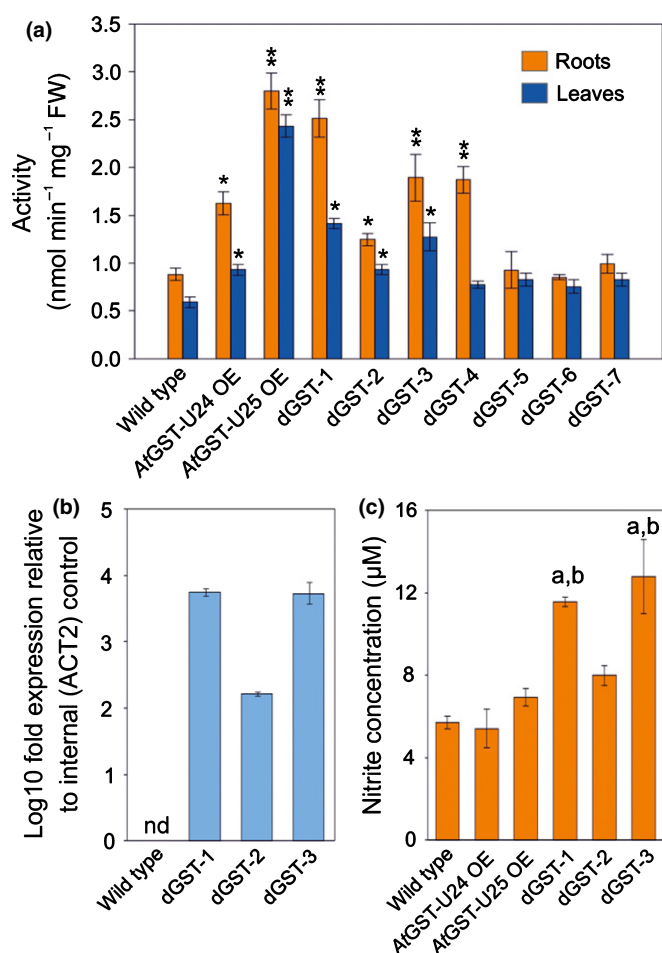 (a)
Activity
(nmol min⁻¹ mg⁻¹ FW)
3.5
3.0
2.5
2.0
1.5
1.0
0.5
0.0
Roots
Leaves
*
*
**
**
**
*
*
*
**
*
**
Wild type
AtGST-U24 OE
AtGST-U25 OE
dGST-1
dGST-2
dGST-3
dGST-4
dGST-5
dGST-6
dGST-7
(b)
Log10 fold expression relative
to internal (ACT2) control
5
4
3
2
1
0
nd
Wild type
dGST-1
dGST-2
dGST-3
(c)
Nitrite concentration (µM)
16
12
8
4
0
a,b
a,b
Wild type
AtGST-U24 OE
AtGST-U25 OE
dGST-1
dGST-2
dGST-3